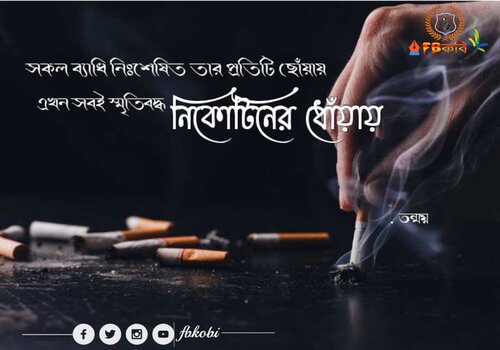 FBকবি
সকল ব্যাধি নিঃশেষিত তার প্রতিটি ছোঁয়ায়
এখন সবই স্মৃতিবদ্ধ নিকোটিনের ধোঁয়ায়
তন্ময়
fbkobi